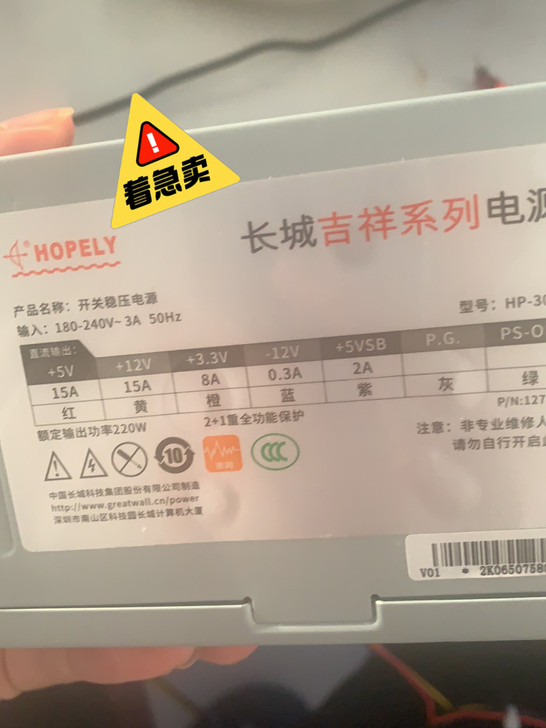 !
着急卖
HOPELY
长城吉祥系列电源
产品名称：开关稳压电源
型号：HP-30
输入：180-240V~ 3A 50Hz
直流输出： +5V +12V +3.3V -12V +5VSB P.G. PS-O
15A 15A 8A 0.3A 2A
红 黄 橙 蓝 紫 灰 绿
额定输出功率220W
2+1重全功能保护
P/N:127
注意：非专业维修人
请勿自行开启
10
CCC
中国长城科技集团股份有限公司制造
http://www.greatwall.cn/power
深圳市南山区科技园长城计算机大厦
V01 * 2K0650758